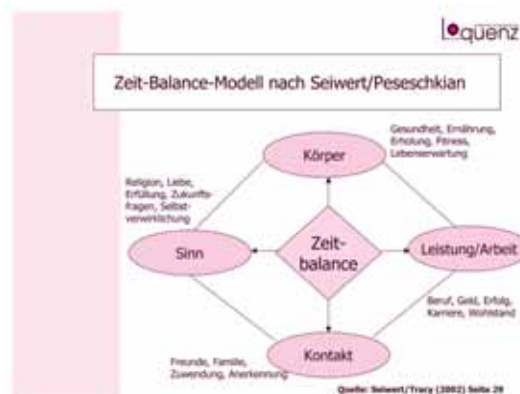 Loquenz
Zeit-Balance-Modell nach Seiwert/Peseschkian
Gesundheit, Ernährung,
Erholung, Fitness,
Lebenserwartung
Körper
Religion, Liebe,
Erfüllung, Zukunfts-
fragen, Selbst-
verwirklichung
Sinn
Zeit-
balance
Leistung/Arbeit
Beruf, Geld, Erfolg,
Karriere, Wohlstand
Kontakt
Freunde, Familie,
Zuwendung, Anerkennung
Quelle: Seiwert/Tracy (2002) Seite 29